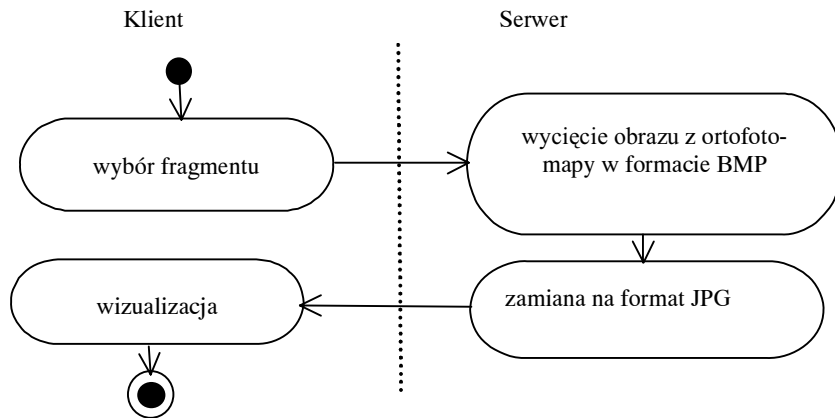 Klient
Serwer
wybór fragmentu
wycięcie obrazu z ortofoto-
mapy w formacie BMP
zamiana na format JPG
wizualizacja